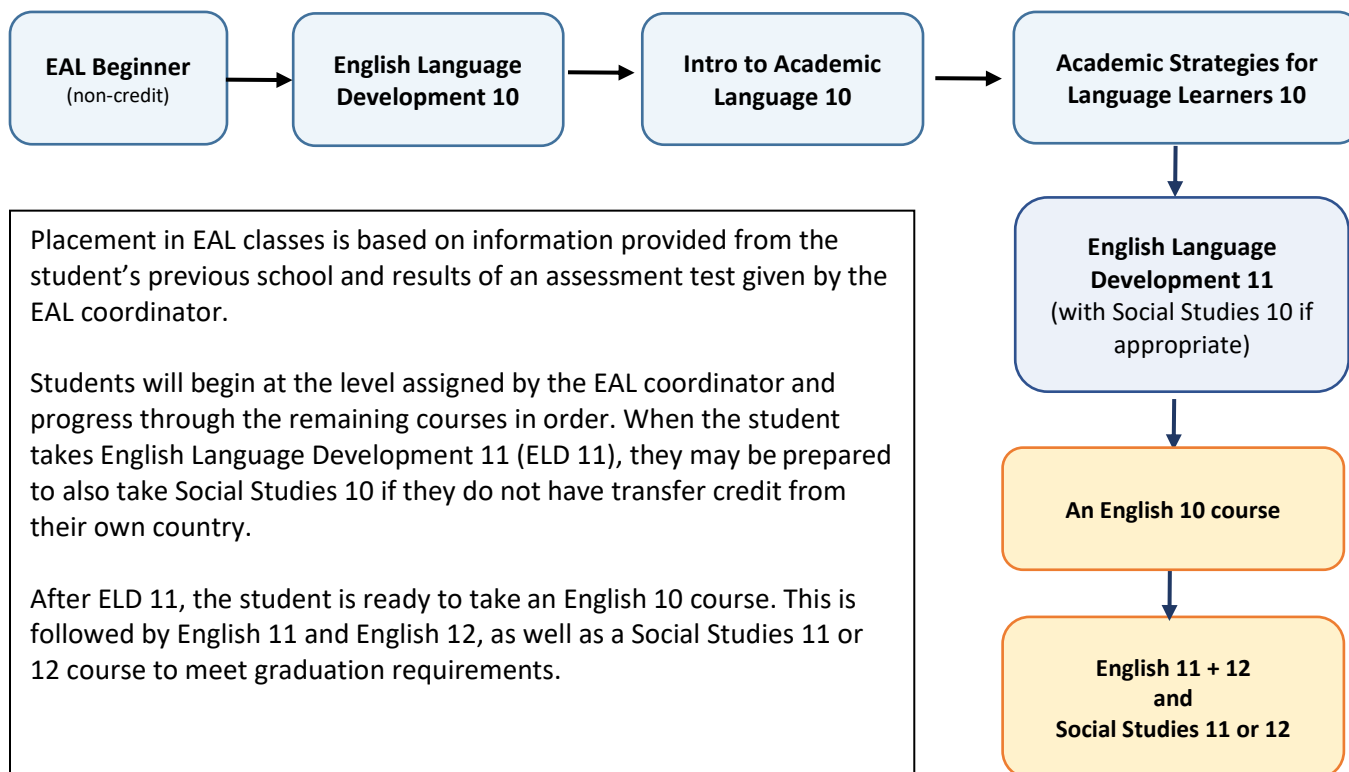 EAL Beginner
(non-credit)
English Language
Development 10
Intro to Academic
Language 10
Academic Strategies for
Language Learners 10
English Language
Development 11
(with Social Studies 10 if
appropriate)
An English 10 course
English 11 + 12
and
Social Studies 11 or 12
Placement in EAL classes is based on information provided from the
student’s previous school and results of an assessment test given by the
EAL coordinator.
Students will begin at the level assigned by the EAL coordinator and
progress through the remaining courses in order. When the student
takes English Language Development 11 (ELD 11), they may be prepared
to also take Social Studies 10 if they do not have transfer credit from
their own country.
After ELD 11, the student is ready to take an English 10 course. This is
followed by English 11 and English 12, as well as a Social Studies 11 or
12 course to meet graduation requirements.